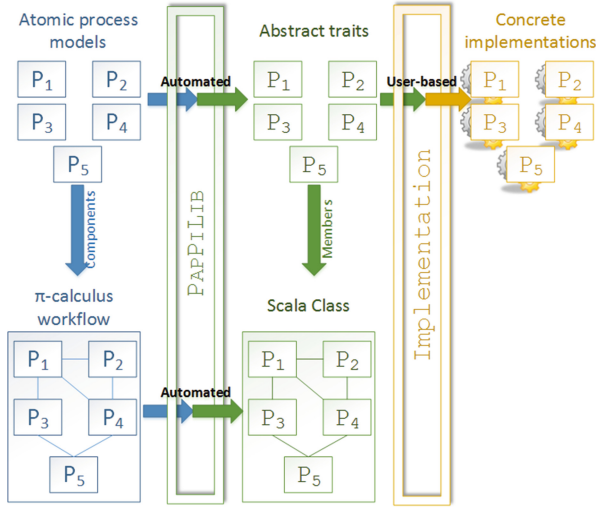 Atomic process
models
P1
P2
P3
P4
P5
Components
π-calculus
workflow
P1
P2
P3
P4
P5
Automated
Automated
PAPPILIB
Abstract traits
P1
P2
P3
P4
P5
Members
Scala Class
P1
P2
P3
P4
P5
User-based
Implementation
Concrete
implementations
P1
P2
P3
P4
P5